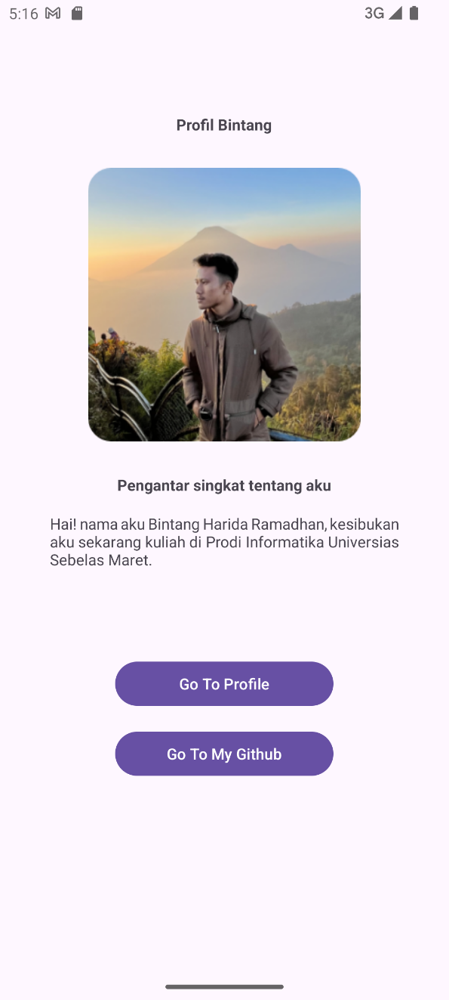 5:16
3G
Profil Bintang
Pengantar singkat tentang aku
Hai! nama aku Bintang Harida Ramadhan, kesibukan
aku sekarang kuliah di Prodi Informatika Universias
Sebelas Maret.
Go To Profile
Go To My Github